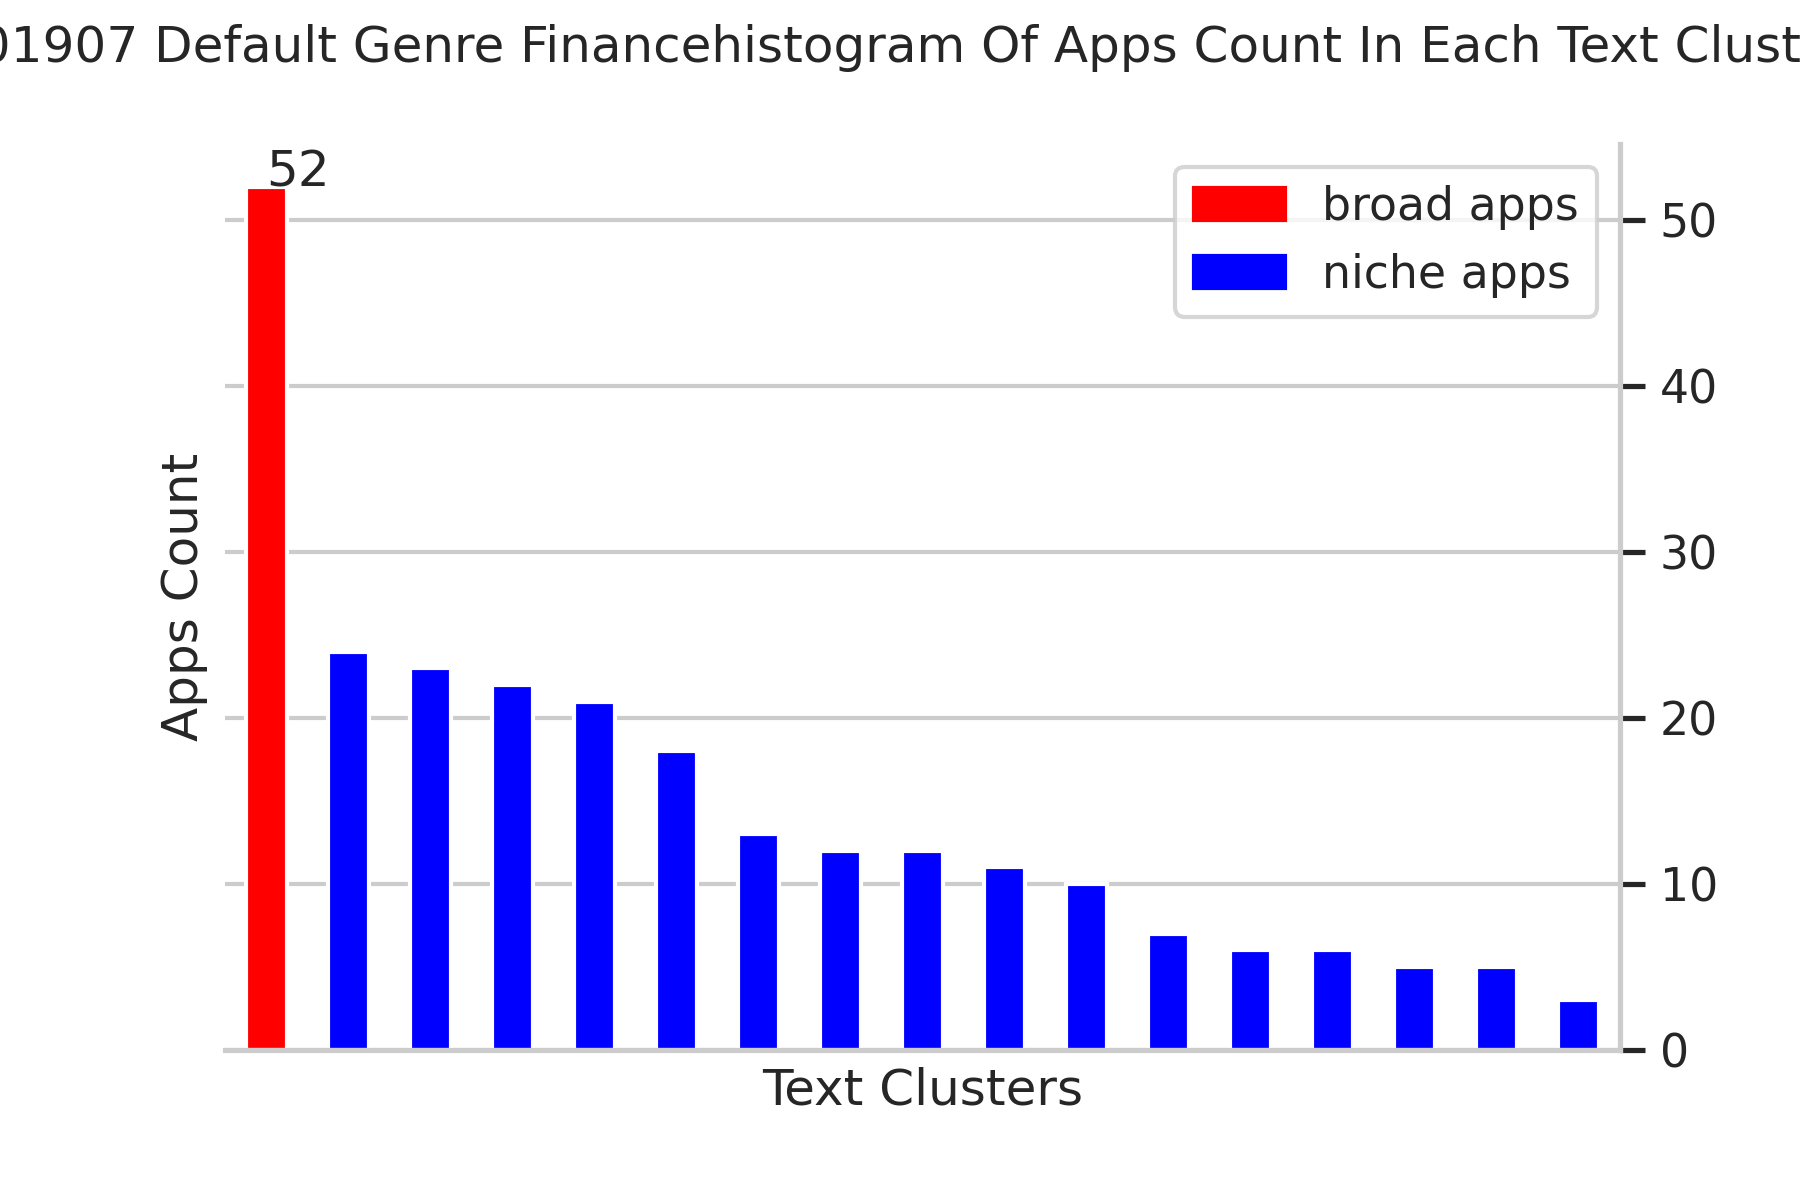 01907 Default Genre Financehistogram Of Apps Count In Each Text Clust
52
broad apps
niche apps
50
40
30
20
10
0
Apps Count
Text Clusters